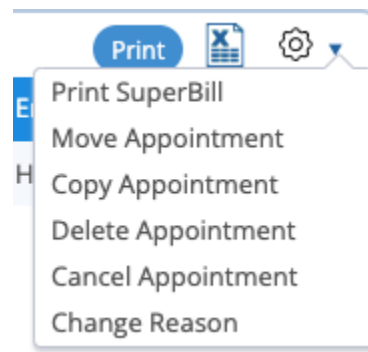 Print
Print SuperBill
Move Appointment
Copy Appointment
Delete Appointment
Cancel Appointment
Change Reason